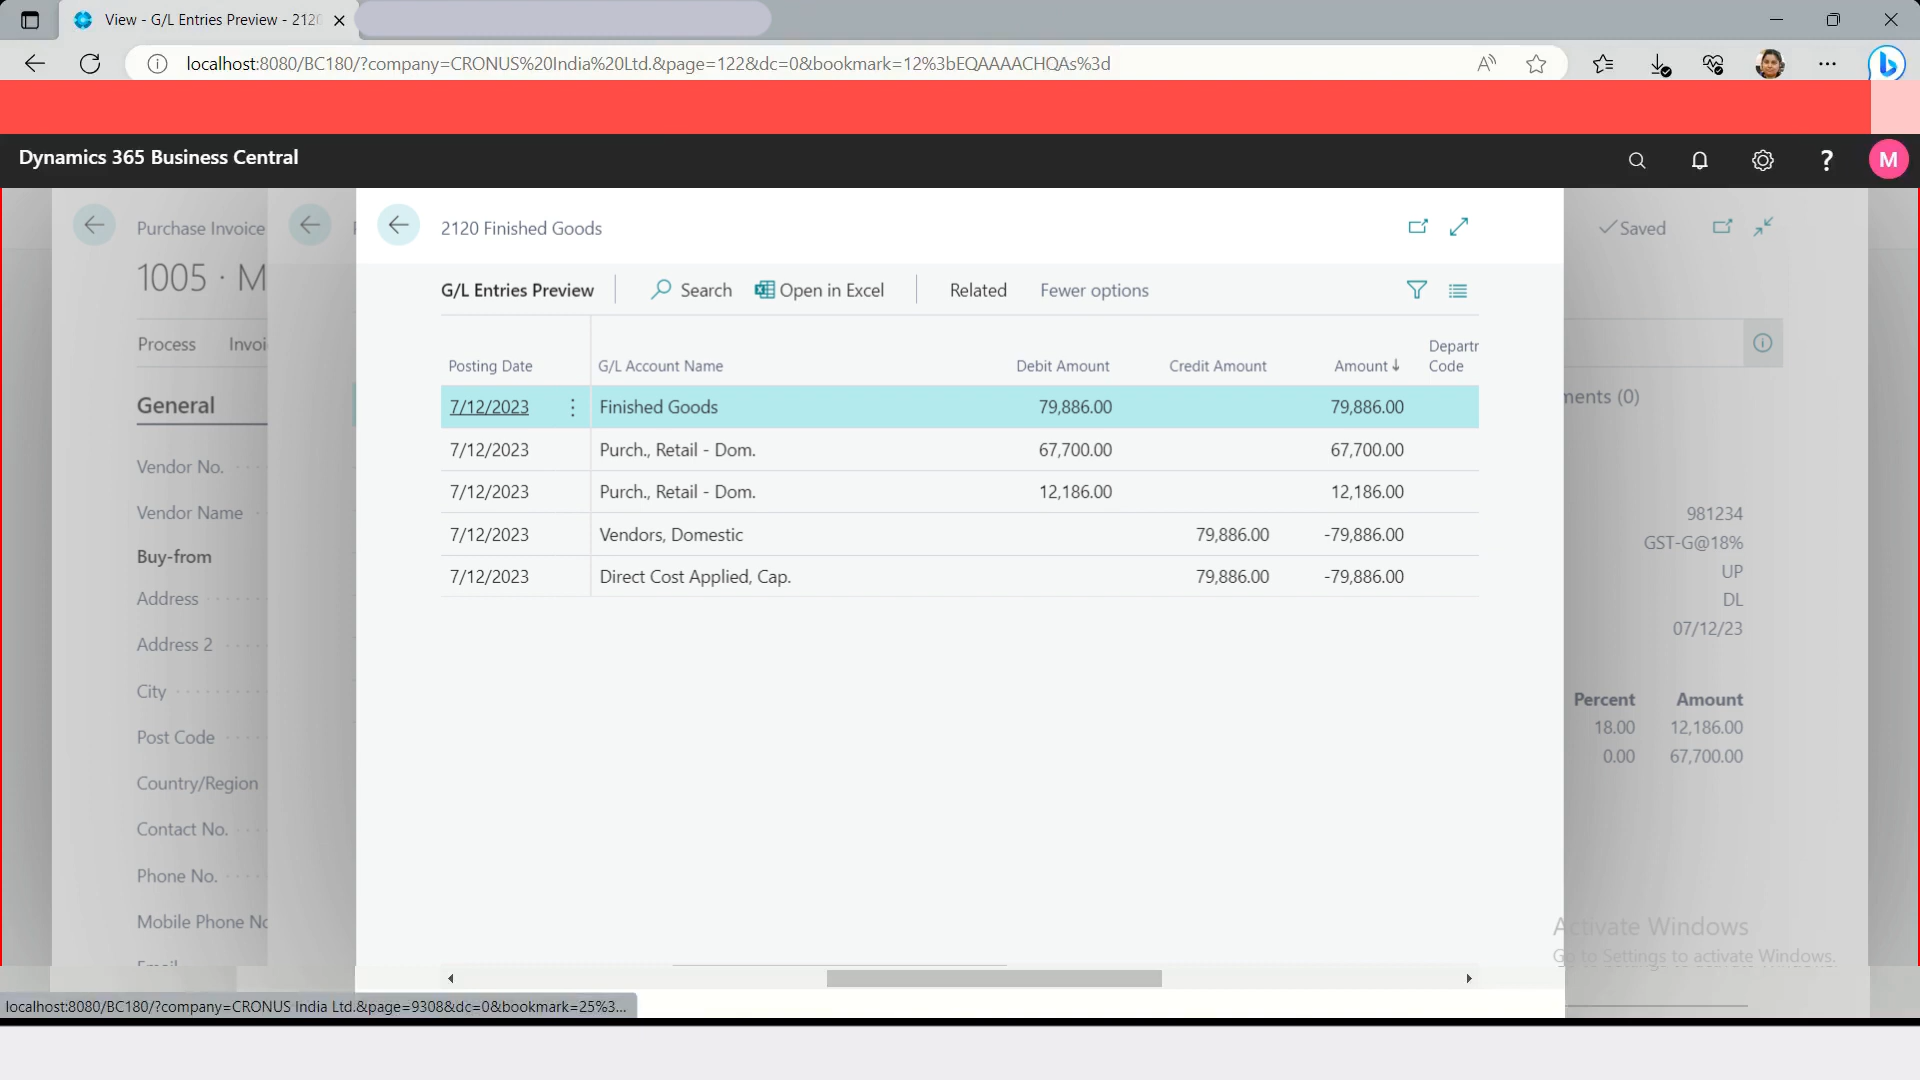 View - G/L Entries Preview - 2120
localhost:8080/BC180/?company=CRONUS%20India%20Ltd.&page=122&dc=0&bookmark=12%3bEQAAAACHQAs%3d
Dynamics 365 Business Central
M
Purchase Invoice
2120 Finished Goods
Saved
1005 · M
G/L Entries Preview
Search
Open in Excel
Related
Fewer options
Process
Invoi
Posting Date
G/L Account Name
Debit Amount
Credit Amount
Amount ↓
Departr
Code
General
7/12/2023 Finished Goods 79,886.00 79,886.00
7/12/2023 Purch., Retail - Dom. 67,700.00 67,700.00
7/12/2023 Purch., Retail - Dom. 12,186.00 12,186.00
7/12/2023 Vendors, Domestic 79,886.00 -79,886.00
7/12/2023 Direct Cost Applied, Cap. 79,886.00 -79,886.00
Vendor No.
Vendor Name
Buy-from
Address
Address 2
City
Post Code
Country/Region
Contact No.
Phone No.
Mobile Phone No
ments (0)
981234
GST-G@18%
UP
DL
07/12/23
Percent Amount
18.00 12,186.00
0.00 67,700.00
Activate Windows
Go to Settings to activate Windows.
localhost:8080/BC180/?company=CRONUS India Ltd.&page=9308&dc=0&bookmark=25%3...